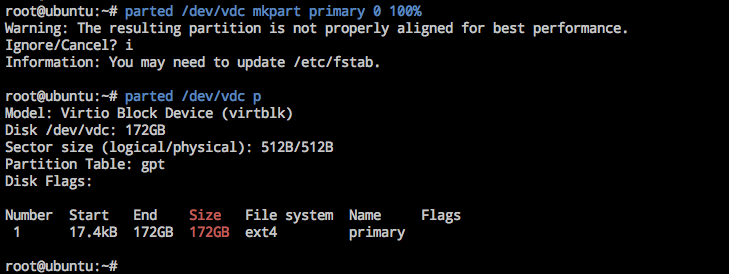 root@ubuntu:~# parted /dev/vdc mkpart primary 0 100%
Warning: The resulting partition is not properly aligned for best performance.
Ignore/Cancel? i
Information: You may need to update /etc/fstab.
root@ubuntu:~# parted /dev/vdc p
Model: Virtio Block Device (virtblk)
Disk /dev/vdc: 172GB
Sector size (logical/physical): 512B/512B
Partition Table: gpt
Disk Flags:
Number  Start   End    Size   File system  Name     Flags
 1      17.4kB  172GB  172GB  ext4         primary
root@ubuntu:~#